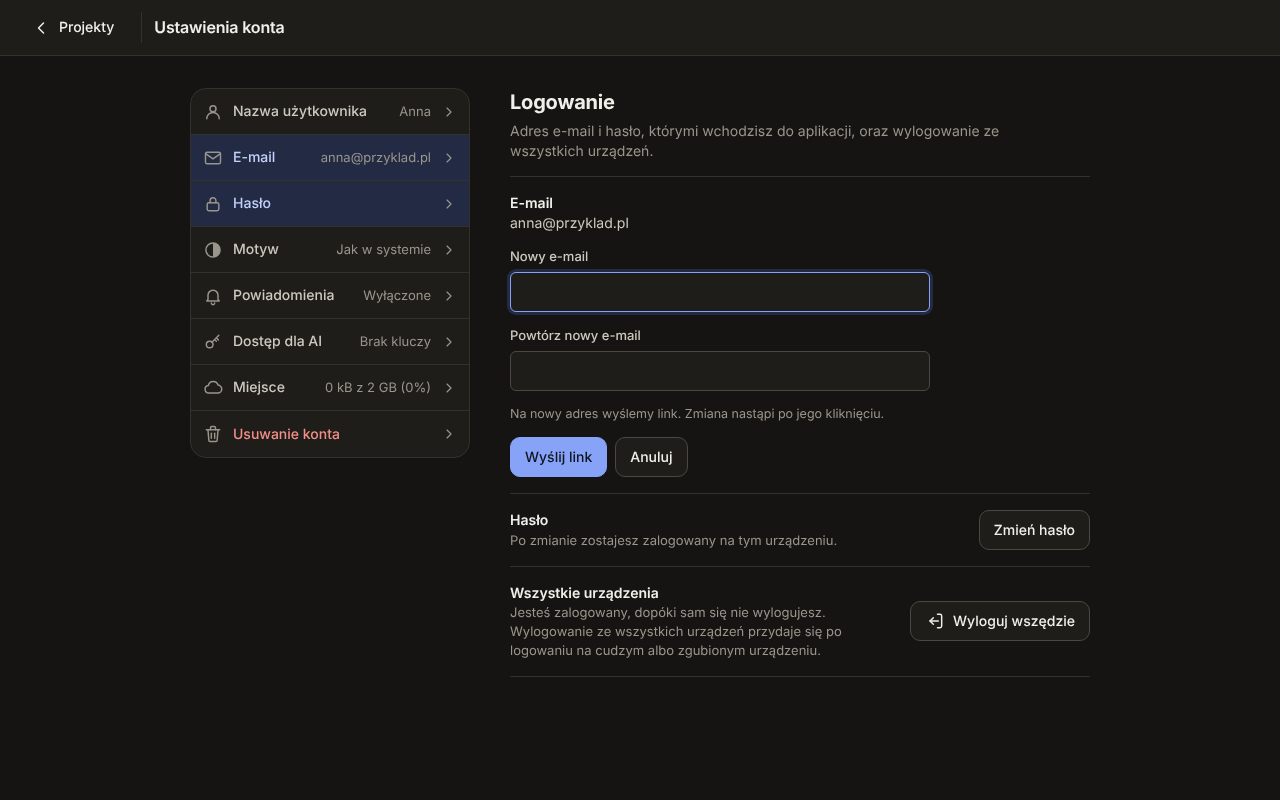 Projekty
Ustawienia konta
Nazwa użytkownika Anna
E-mail anna@przyklad.pl
Hasło
Motyw Jak w systemie
Powiadomienia Wyłączone
Dostęp dla AI Brak kluczy
Miejsce 0 kB z 2 GB (0%)
Usuwanie konta
Logowanie
Adres e-mail i hasło, którymi wchodzisz do aplikacji, oraz wylogowanie ze
wszystkich urządzeń.
E-mail
anna@przyklad.pl
Nowy e-mail
Powtórz nowy e-mail
Na nowy adres wyślemy link. Zmiana nastąpi po jego kliknięciu.
Wyślij link Anuluj
Hasło
Po zmianie zostajesz zalogowany na tym urządzeniu.
Zmień hasło
Wszystkie urządzenia
Jesteś zalogowany, dopóki sam się nie wylogujesz.
Wylogowanie ze wszystkich urządzeń przydaje się po
logowaniu na cudzym albo zgubionym urządzeniu.
Wyloguj wszędzie